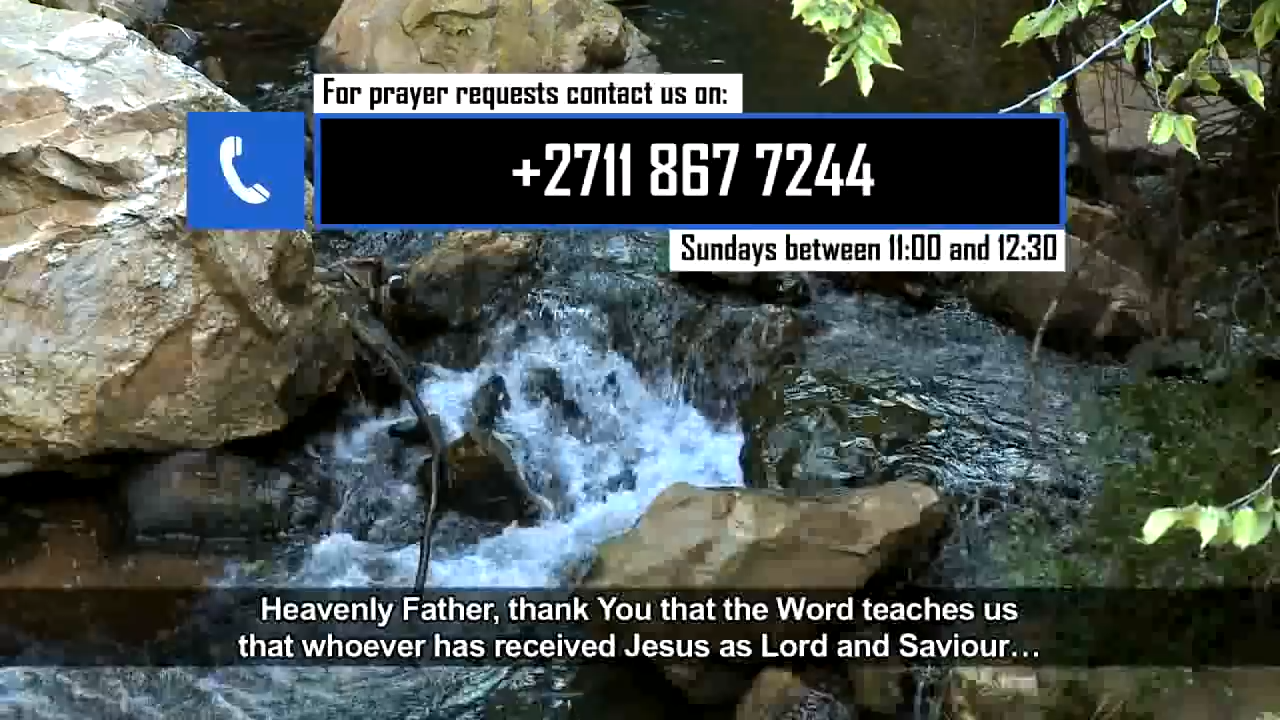 For prayer requests contact us on:
+2711 867 7244
Sundays between 11:00 and 12:30
Heavenly Father, thank You that the Word teaches us
that whoever has received Jesus as Lord and Saviour…